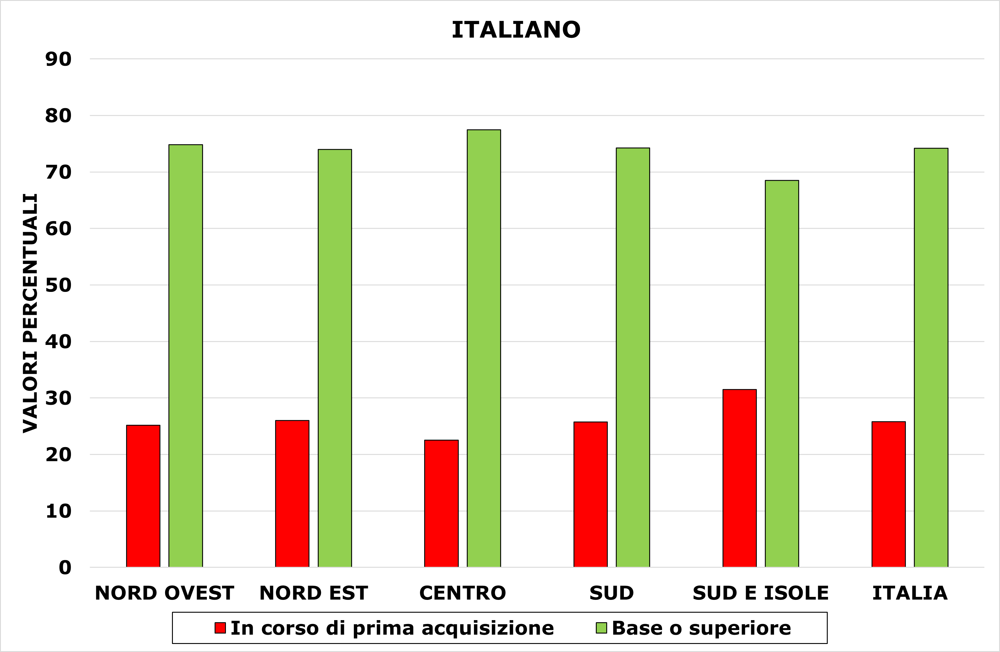 ITALIANO
VALORI PERCENTUALI
90
80
70
60
50
40
30
20
10
0
NORD OVEST NORD EST CENTRO SUD SUD E ISOLE ITALIA
In corso di prima acquisizione Base o superiore